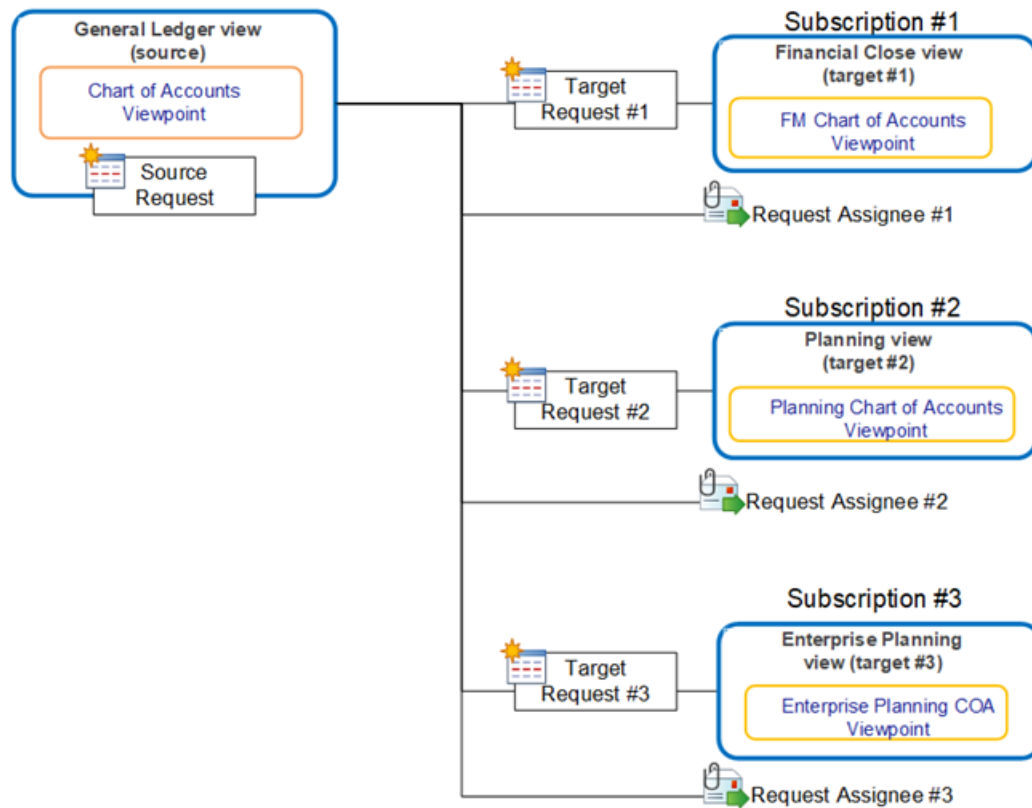 General Ledger view
(source)
Chart of Accounts
Viewpoint
Source
Request
Subscription #1
Financial Close view
(target #1)
Target
Request #1
FM Chart of Accounts
Viewpoint
Request Assignee #1
Subscription #2
Planning view
(target #2)
Target
Request #2
Planning Chart of Accounts
Viewpoint
Request Assignee #2
Subscription #3
Enterprise Planning
view (target #3)
Target
Request #3
Enterprise Planning COA
Viewpoint
Request Assignee #3